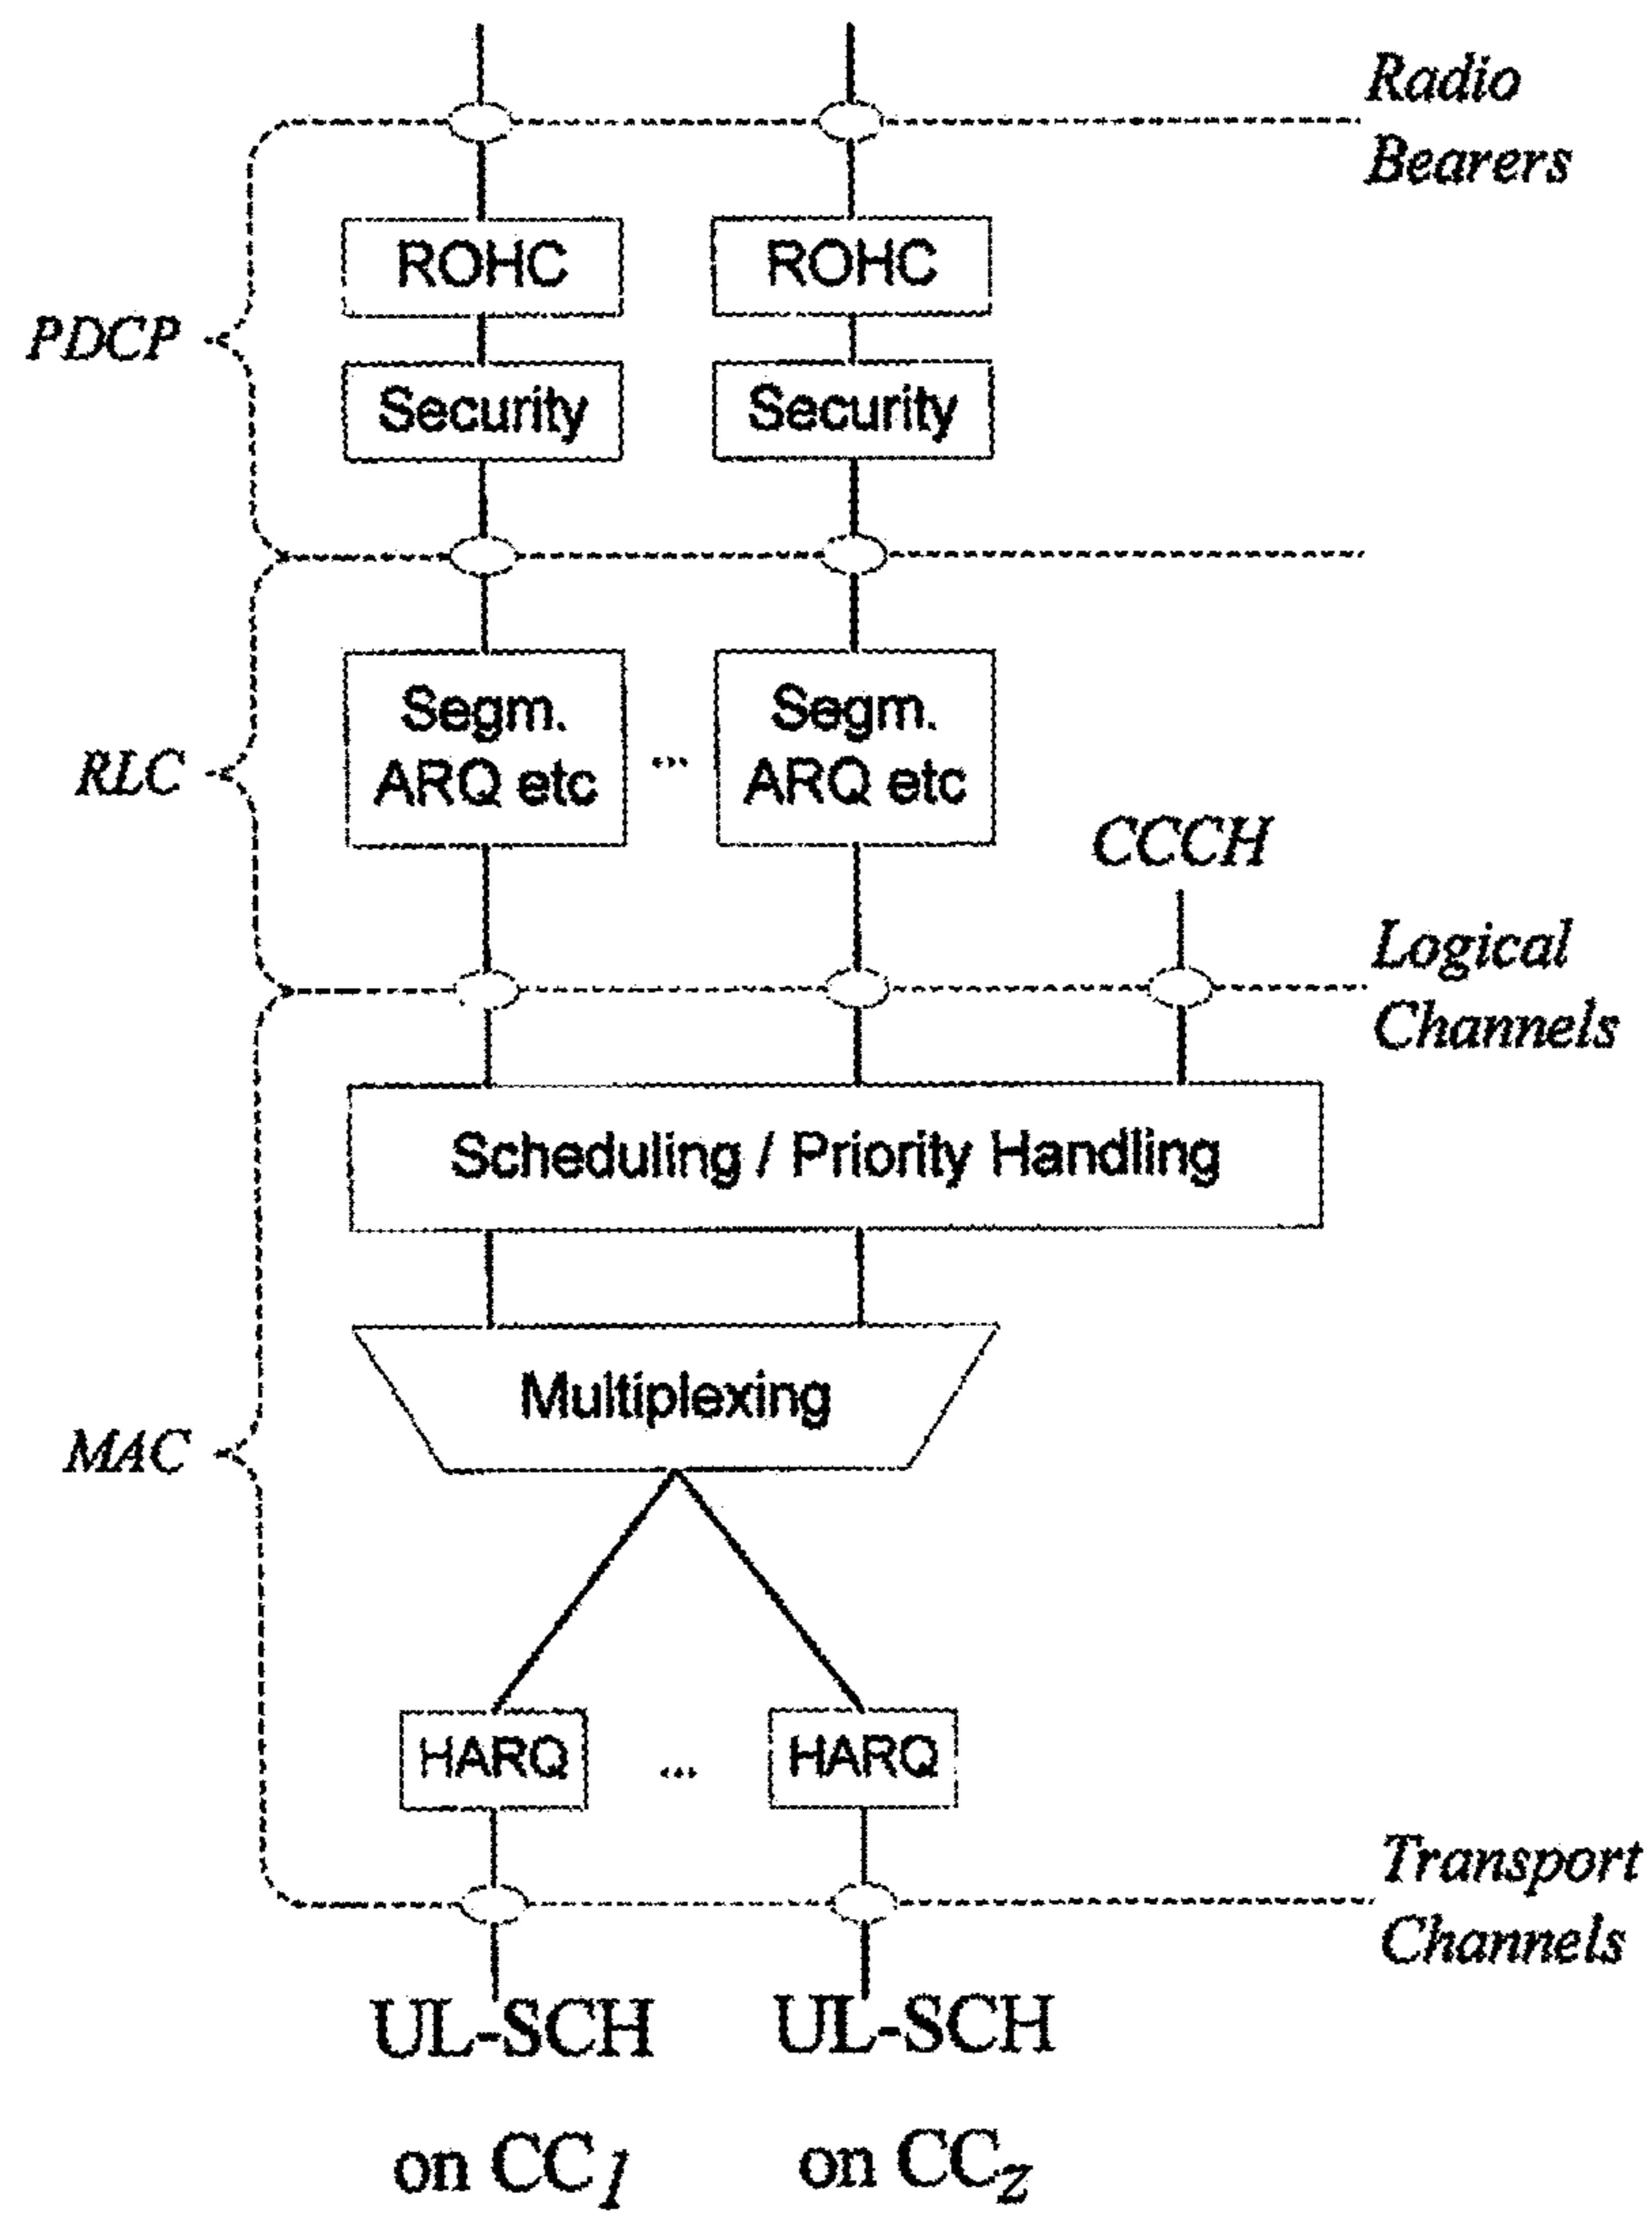 Radio
Bearers
ROHC
ROHC
PDCP
Security
Security
Segm.
ARQ etc
...
Segm.
ARQ etc
RLC
CCCH
Logical
Channels
Scheduling / Priority Handling
Multiplexing
MAC
HARQ
...
HARQ
Transport
Channels
UL-SCH
on CC1
UL-SCH
on CCz